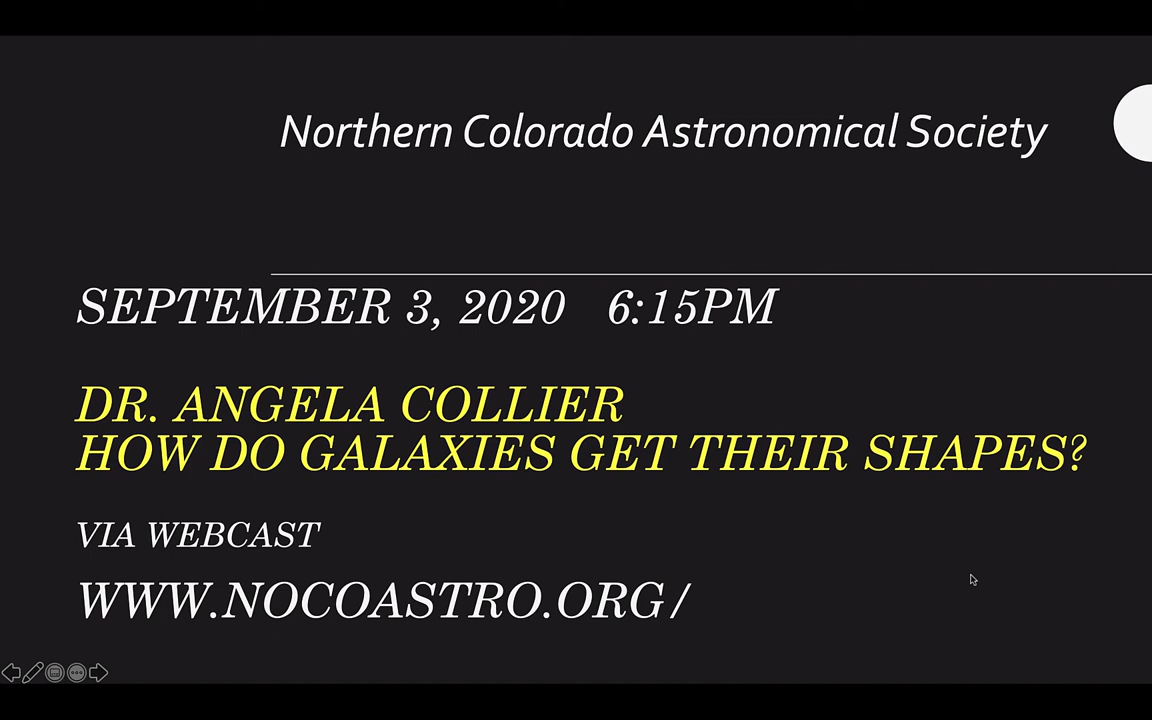 Northern Colorado Astronomical Society
SEPTEMBER 3, 2020 6:15PM
DR. ANGELA COLLIER
HOW DO GALAXIES GET THEIR SHAPES?
VIA WEBCAST
WWW.NOCOASTRO.ORG/